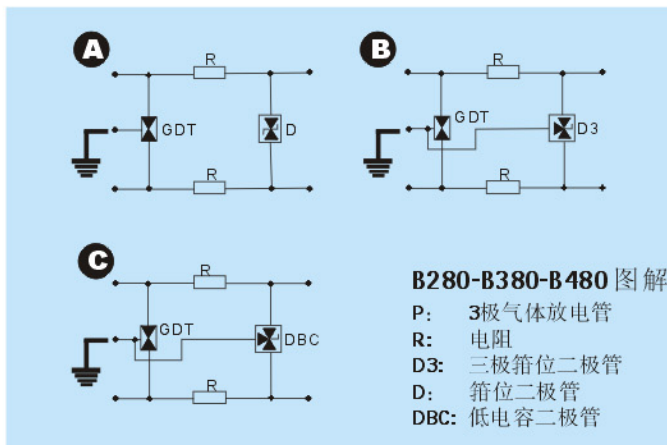 A
R
GDT
D
R
B
R
GDT
D3
R
C
R
GDT
DBC
R
B280-B380-B480 图解
P: 3极气体放电管
R: 电阻
D3: 三极箝位二极管
D: 箝位二极管
DBC: 低电容二极管